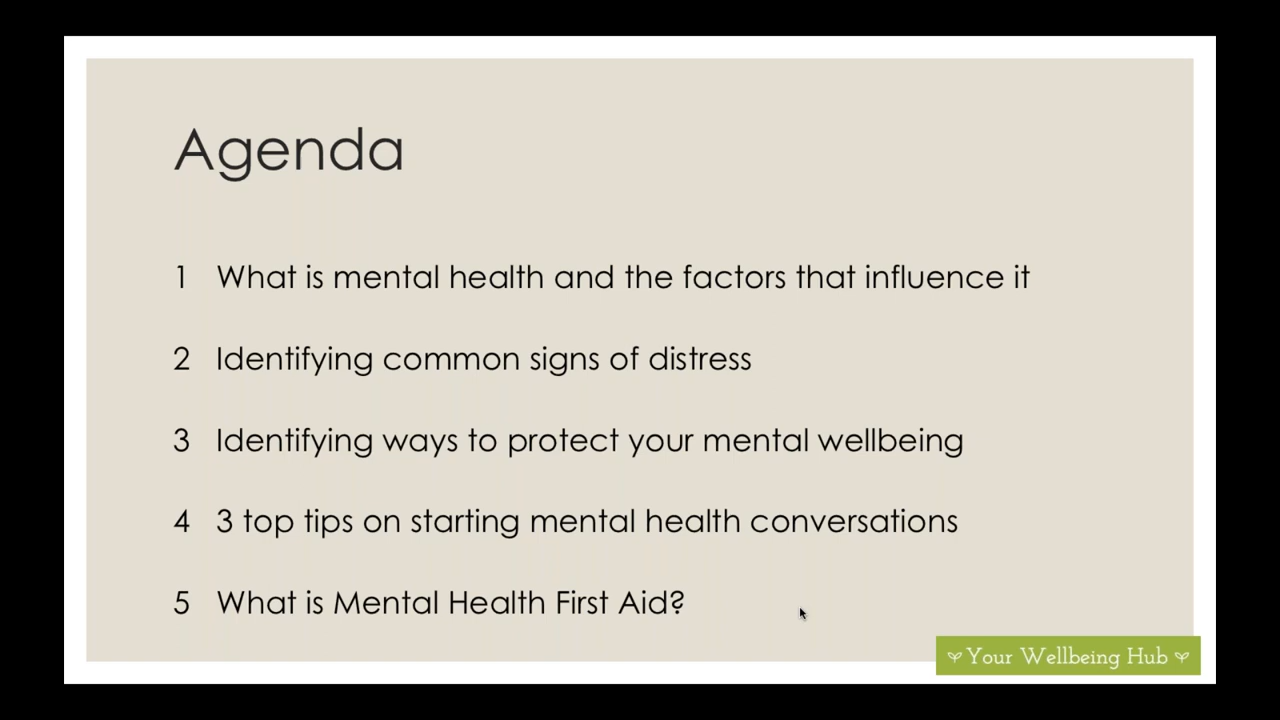 Agenda
1 What is mental health and the factors that influence it
2 Identifying common signs of distress
3 Identifying ways to protect your mental wellbeing
4 3 top tips on starting mental health conversations
5 What is Mental Health First Aid?
Your Wellbeing Hub